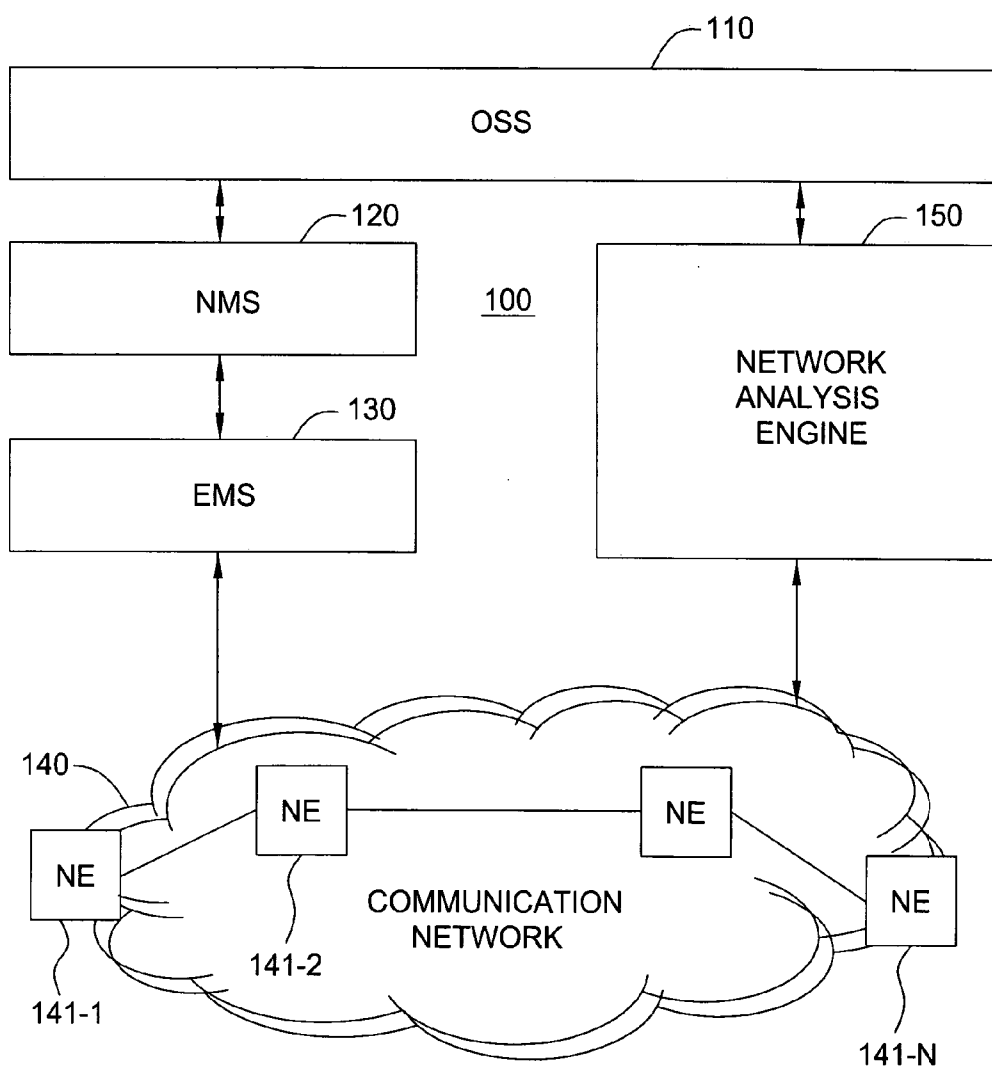 110
OSS
120
150
NMS
100
NETWORK
ANALYSIS
ENGINE
130
EMS
140
NE
NE
NE
NE
COMMUNICATION
NETWORK
141-1
141-2
141-N